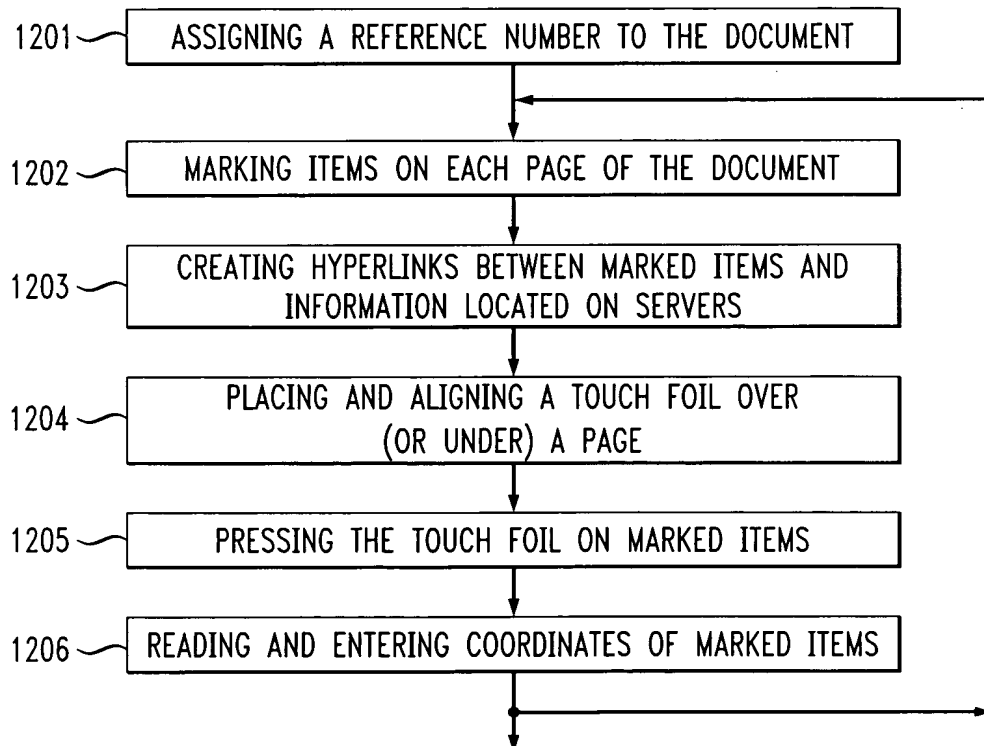 1201 ASSIGNING A REFERENCE NUMBER TO THE DOCUMENT
1202 MARKING ITEMS ON EACH PAGE OF THE DOCUMENT
1203 CREATING HYPERLINKS BETWEEN MARKED ITEMS AND
INFORMATION LOCATED ON SERVERS
1204 PLACING AND ALIGNING A TOUCH FOIL OVER
(OR UNDER) A PAGE
1205 PRESSING THE TOUCH FOIL ON MARKED ITEMS
1206 READING AND ENTERING COORDINATES OF MARKED ITEMS